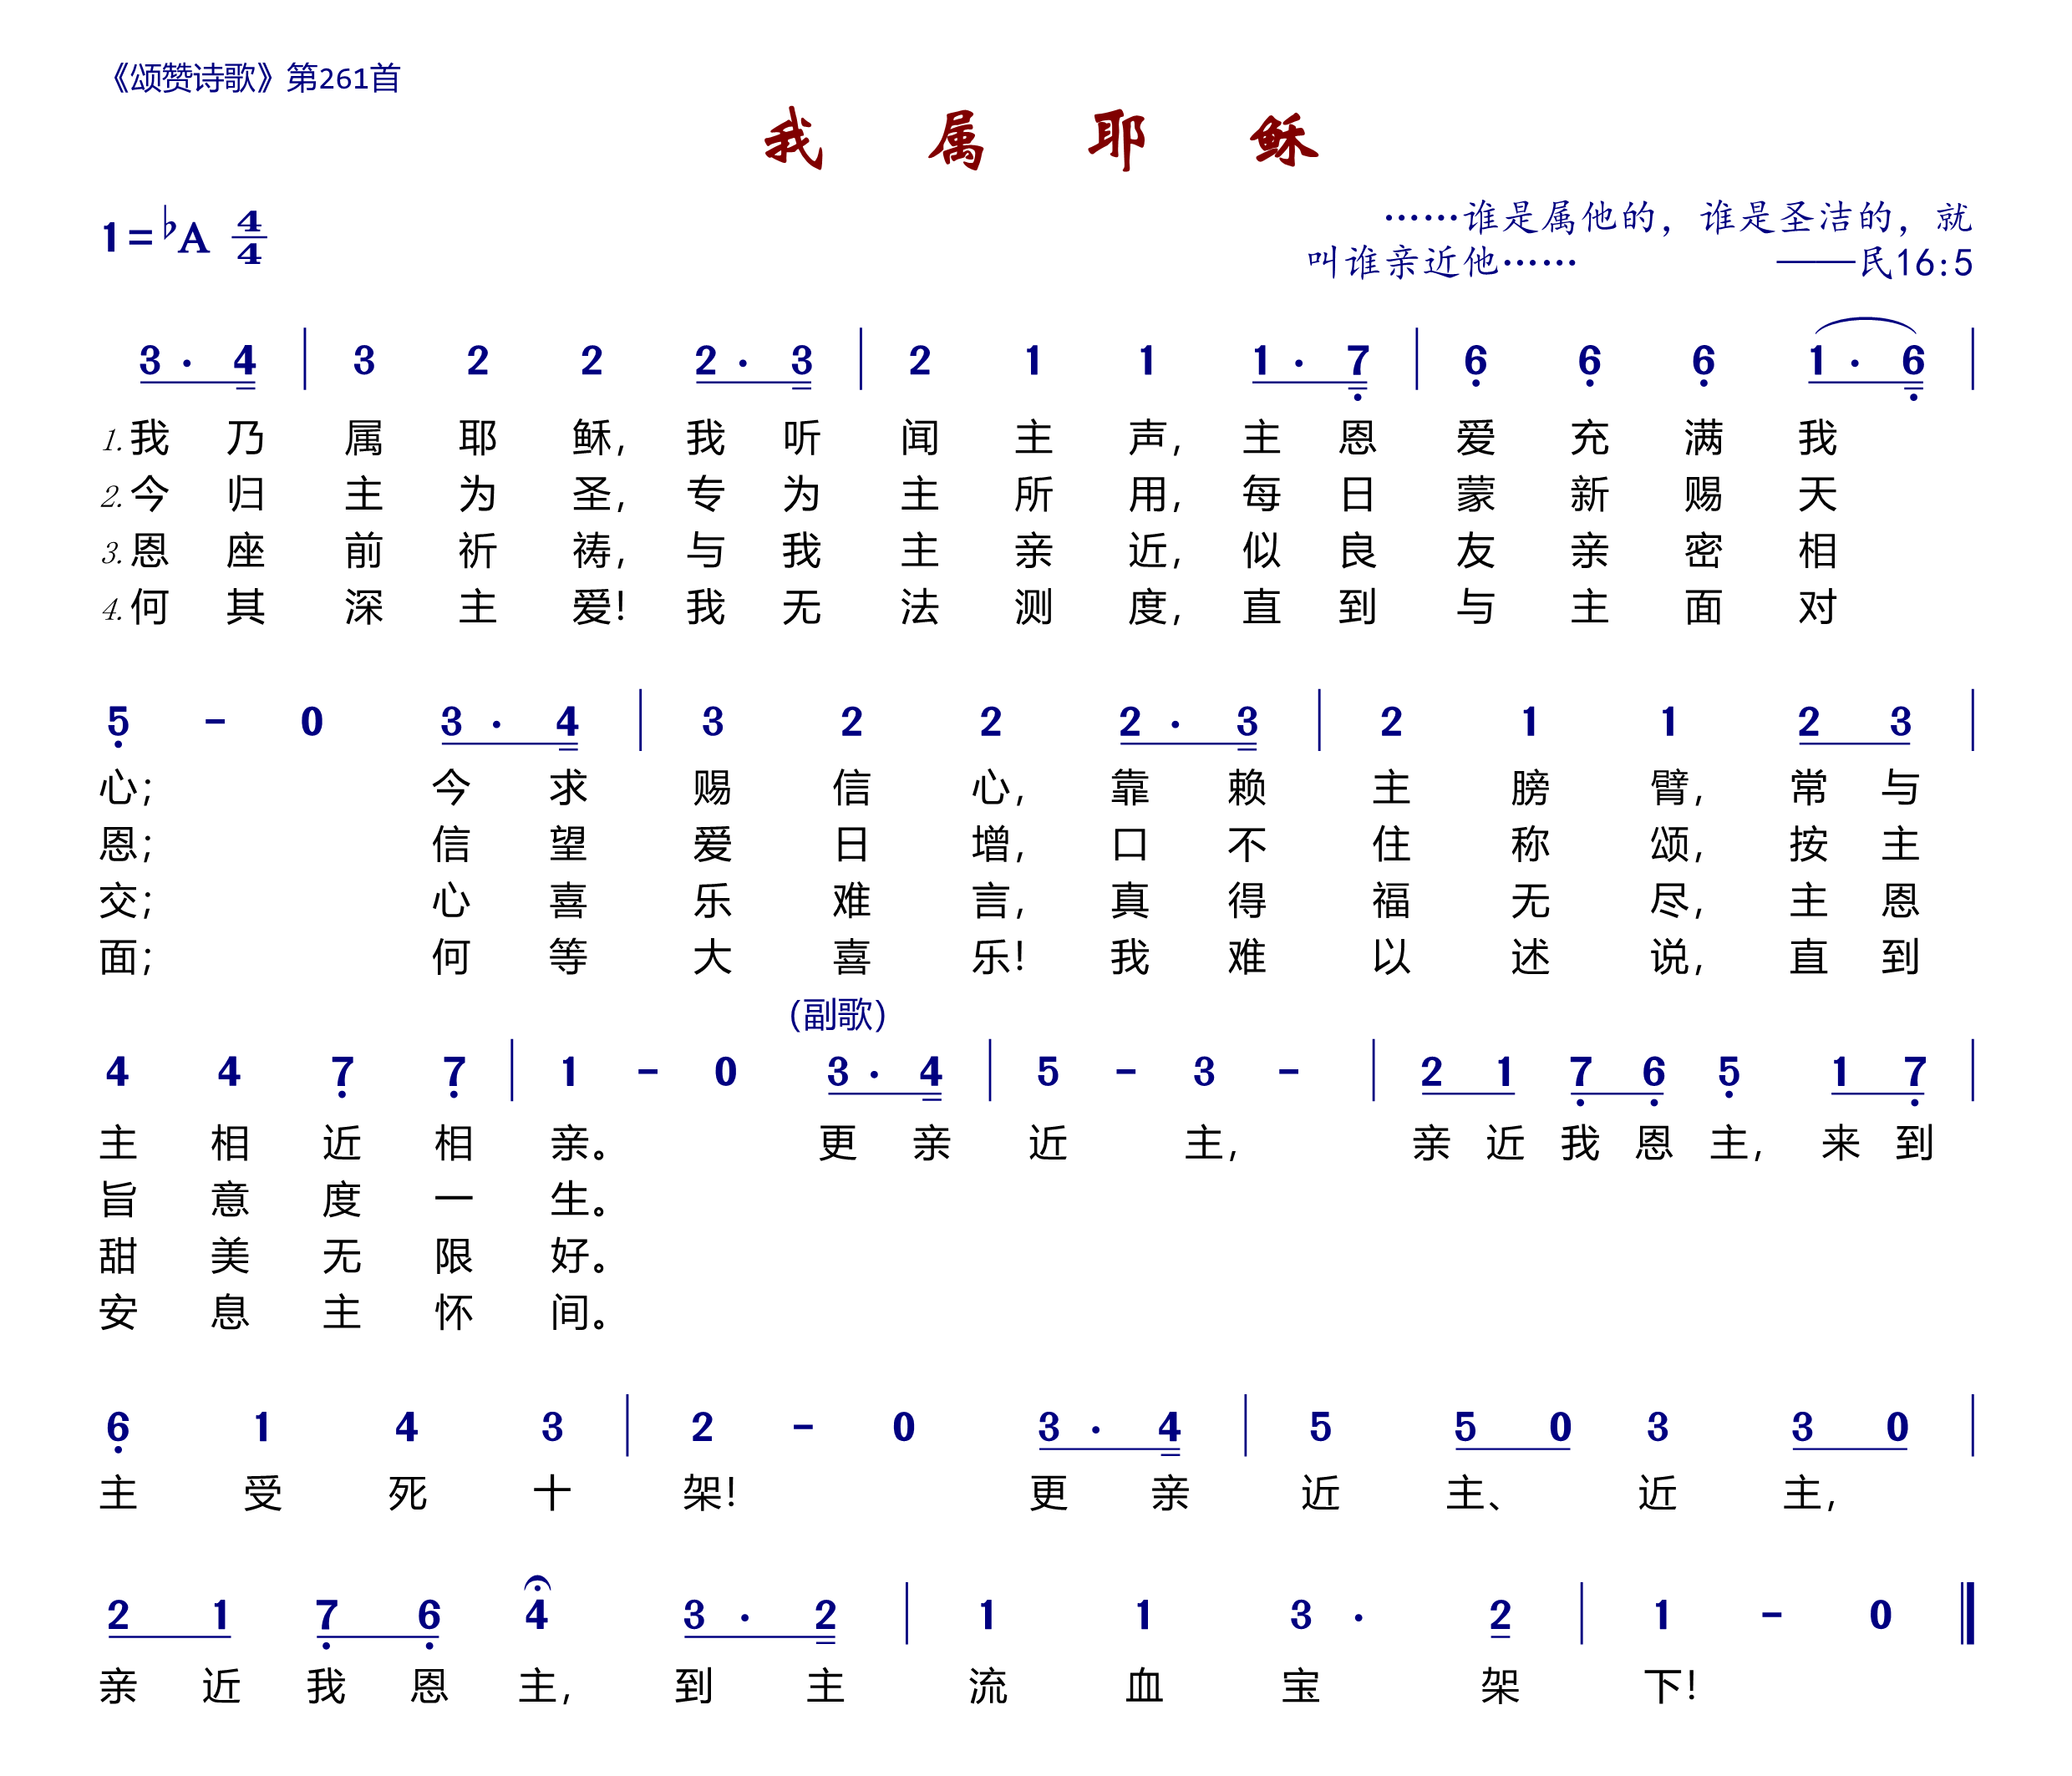 《颂赞诗歌》第261首
我 属 耶 稣
1=♭A 4/4
……谁是属他的，谁是圣洁的，就
叫谁亲近他…… ——民16:5
3 · 4 | 3 2 2 2 · 3 | 2 1 1 1 · 7̣ | 6̣ 6̣ 6̣ 1 · 6̣ |
1.我 乃 属 耶 稣, 我 听 闻 主 声, 主 恩 爱 充 满 我
2.今 归 主 为 圣, 专 为 主 所 用, 每 日 蒙 新 赐 天
3.恩 座 前 祈 祷, 与 我 主 亲 近, 似 良 友 亲 密 相
4.何 其 深 主 爱! 我 无 法 测 度, 直 到 与 主 面 对
5̣ - 0 3 · 4 | 3 2 2 2 · 3 | 2 1 1 2 3 |
心; 今 求 赐 信 心, 靠 赖 主 膀 臂, 常 与
恩; 信 望 爱 日 增, 口 不 住 称 颂, 按 主
交; 心 喜 乐 难 言, 真 得 福 无 尽, 主 恩
面; 何 等 大 喜 乐! 我 难 以 述 说, 直 到
(副歌)
4 4 7̣ 7̣ | 1 - 0 3 · 4 | 5 - 3 - | 2 1 7̣ 6̣ 5̣ 1 7̣ |
主 相 近 相 亲。 更 亲 近 主, 亲 近 我 恩 主, 来 到
旨 意 度 一 生。
甜 美 无 限 好。
安 息 主 怀 间。
6̣ 1 4 3 | 2 - 0 3 · 4 | 5 5 0 3 3 0 |
主 受 死 十 架! 更 亲 近 主、 近 主,
2 1 7̣ 6̣ 4 3 · 2 | 1 1 3 · 2 | 1 - 0 ‖
亲 近 我 恩 主, 到 主 流 血 宝 架 下!